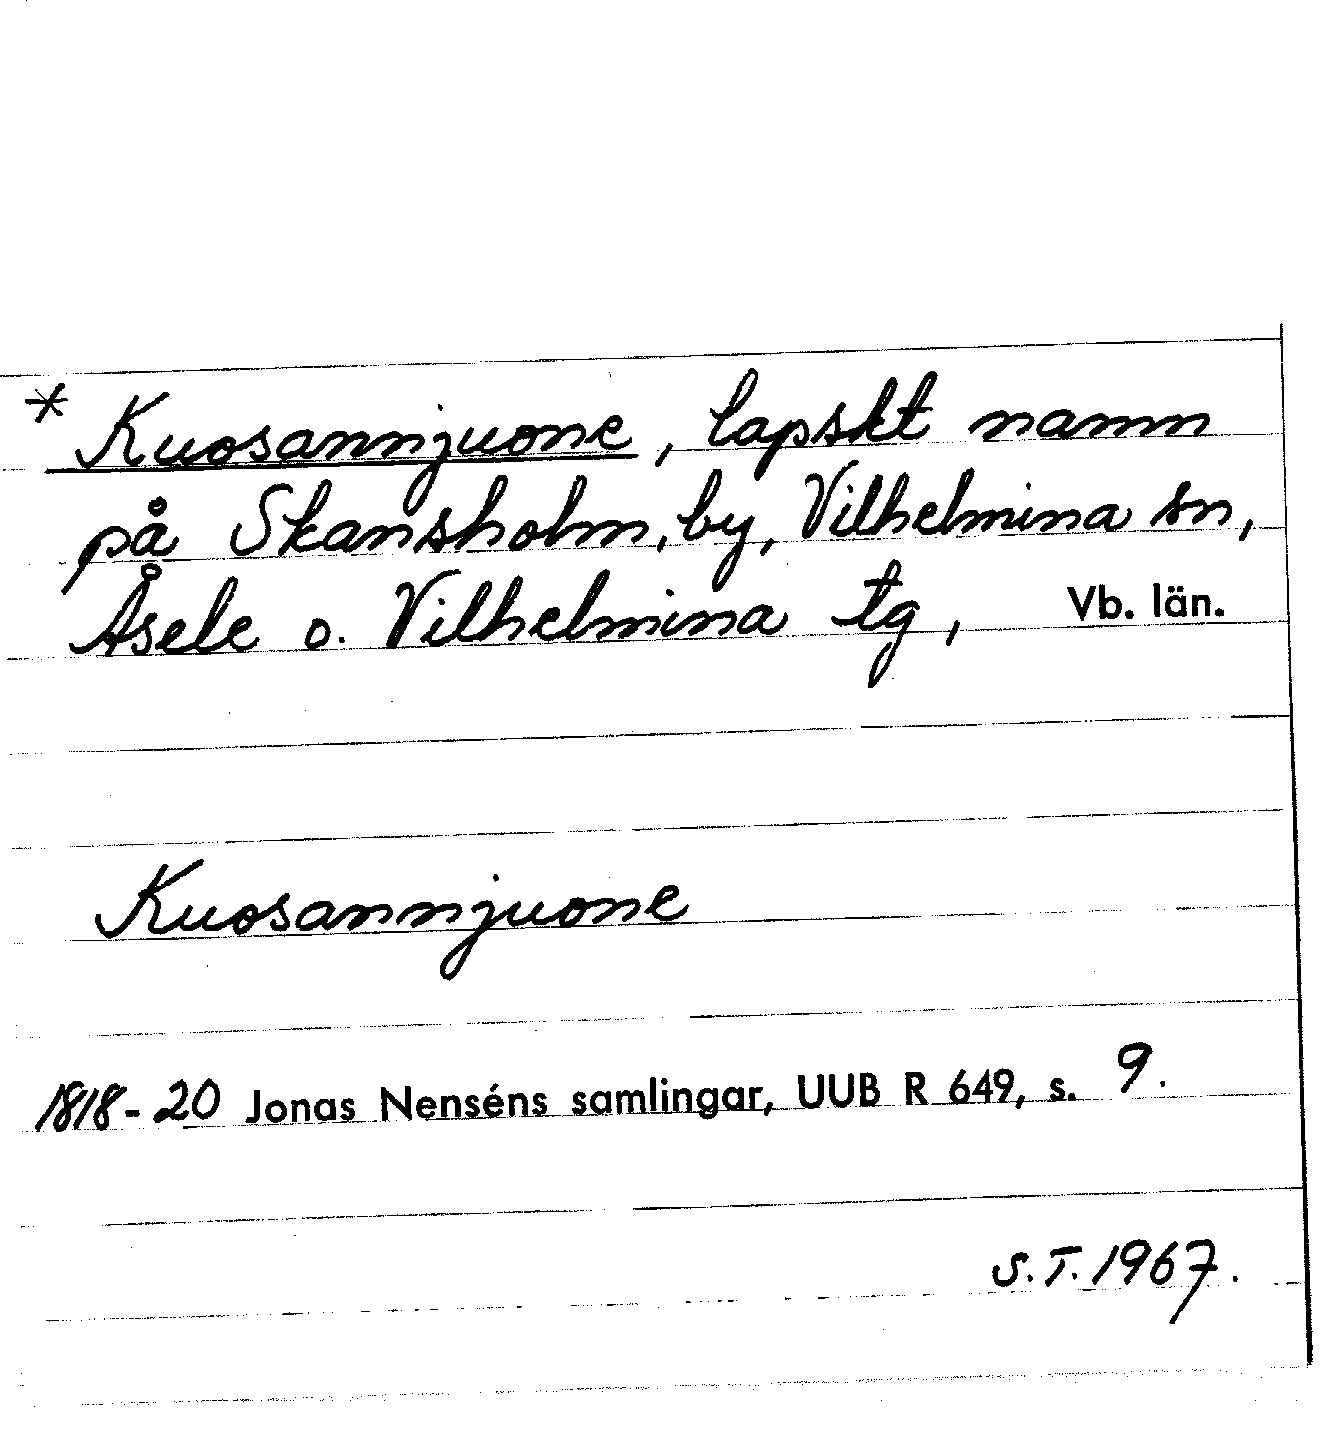 * Kuosannjuone, lapskt namn
på Skansholm, by, Vilhelmina sn,
Åsele o. Vilhelmina tg, Vb. län.
Kuosannjuone
1818-20 Jonas Nenséns samlingar, UUB R 649, s. 9.
S.T. 1967.